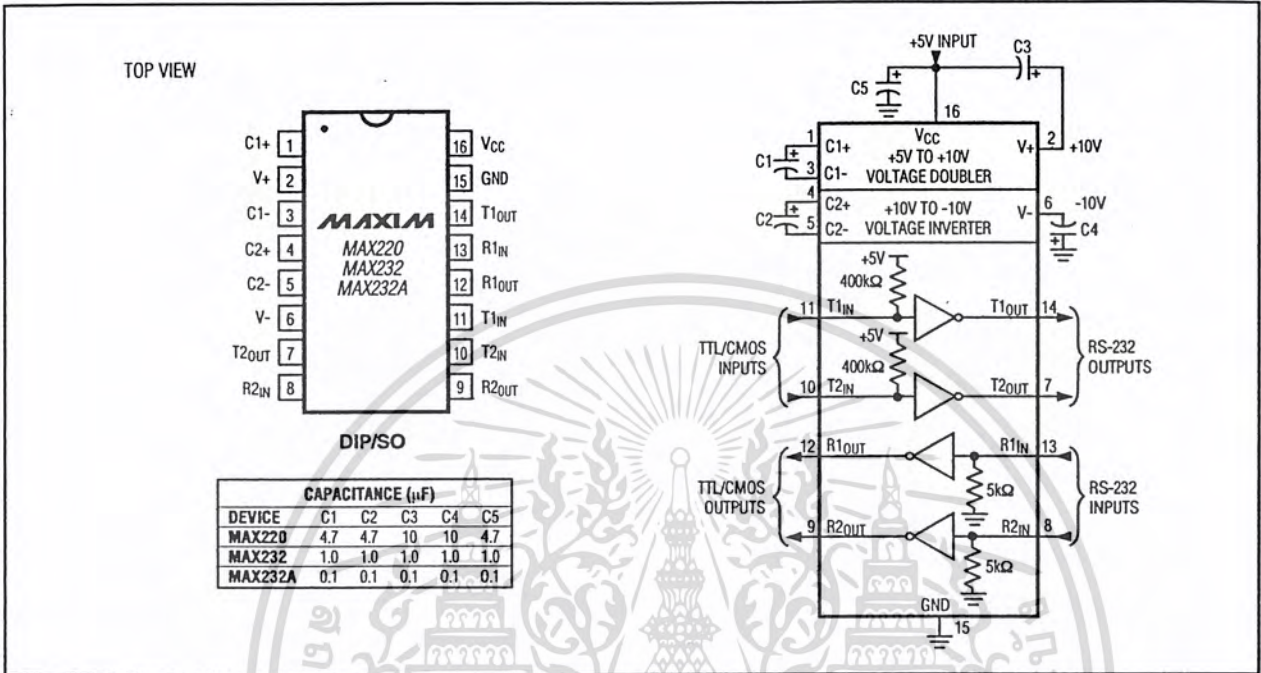 TOP VIEW
C1+ 1
V+ 2
C1- 3
C2+ 4
C2- 5
V- 6
T2OUT 7
R2IN 8
16 VCC
15 GND
14 T1OUT
13 R1IN
12 R1OUT
11 T1IN
10 T2IN
9 R2OUT
MAXIM
MAX220
MAX232
MAX232A
DIP/SO
CAPACITANCE (µF)
DEVICE C1 C2 C3 C4 C5
MAX220 4.7 4.7 10 10 4.7
MAX232 1.0 1.0 1.0 1.0 1.0
MAX232A 0.1 0.1 0.1 0.1 0.1
+5V INPUT
C3
+
C5
+
16
VCC
1
C1+
C1
+
3
C1-
+5V TO +10V
VOLTAGE DOUBLER
V+
2
+10V
+
4
C2+
C2
+
5
C2-
+10V TO -10V
VOLTAGE INVERTER
V-
6
-10V
C4
+
+5V
400kΩ
11 T1IN
T1OUT 14
+5V
400kΩ
10 T2IN
T2OUT 7
TTL/CMOS
INPUTS
RS-232
OUTPUTS
12 R1OUT
R1IN 13
5kΩ
9 R2OUT
R2IN 8
5kΩ
TTL/CMOS
OUTPUTS
RS-232
INPUTS
GND
15